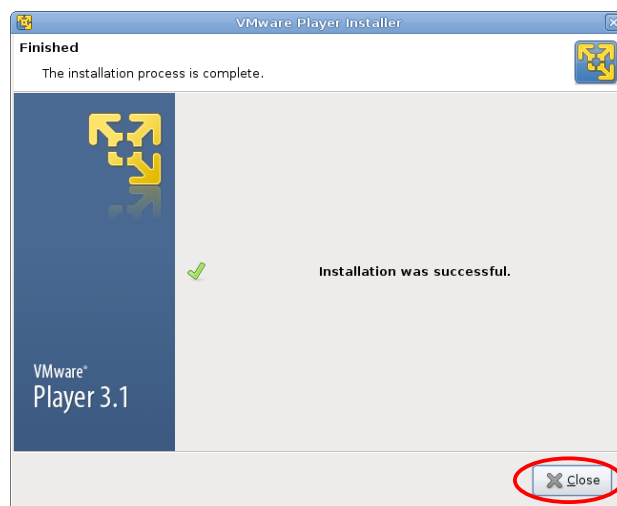 VMware Player Installer
Finished
The installation process is complete.
Installation was successful.
VMware®
Player 3.1
Close